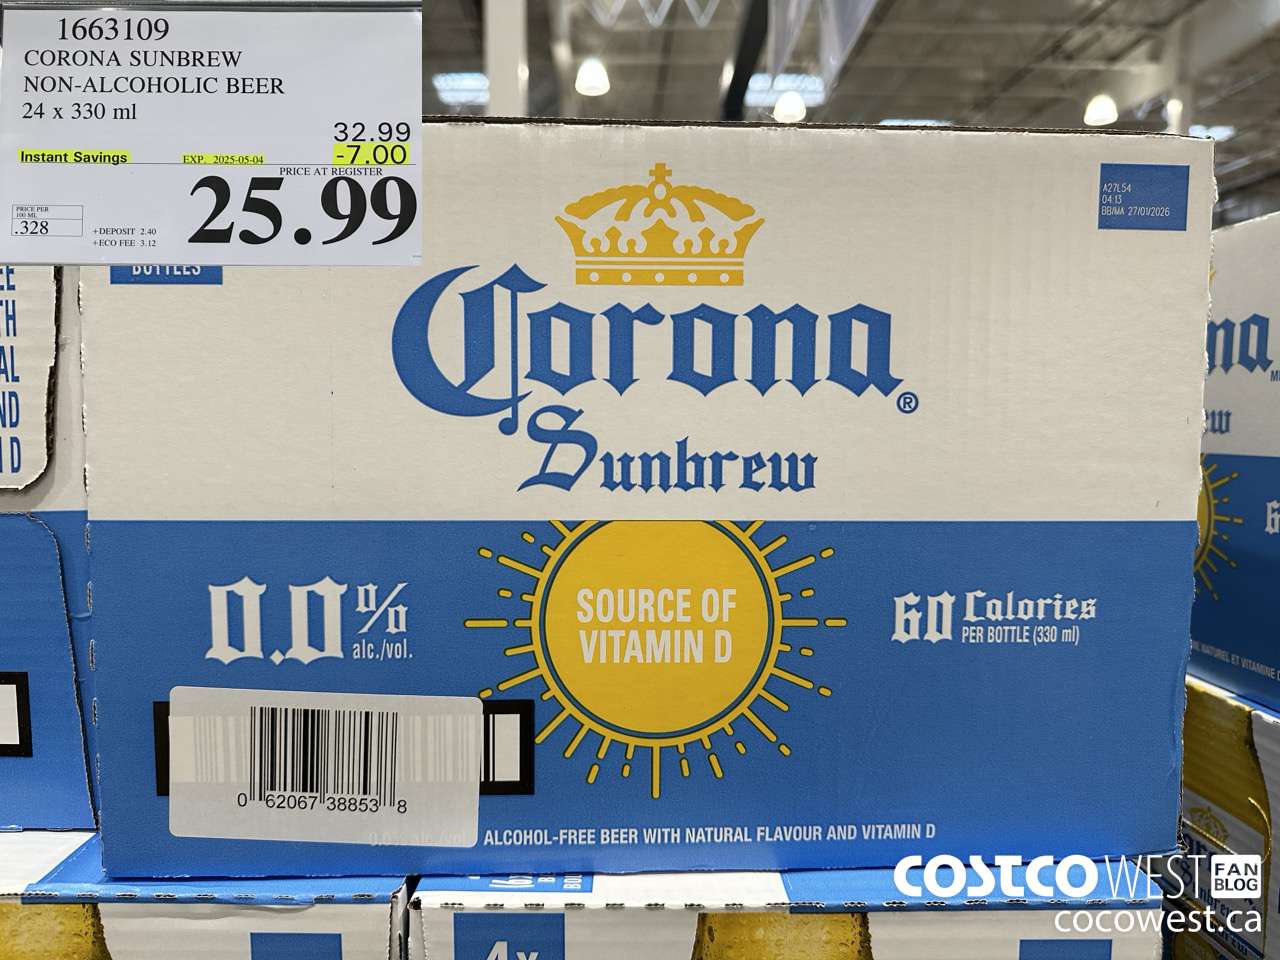 1663109
CORONA SUNBREW
NON-ALCOHOLIC BEER
24 x 330 ml
32.99
Instant Savings EXP. 2025-05-04 -7.00
PRICE AT REGISTER
25.99
PRICE PER
100 ML
.328
+DEPOSIT 2.40
+ECO FEE 3.12
BOTTLES
A27L54
04:13
BB/MA 27/01/2026
Corona®
Sunbrew
0.0% alc./vol.
SOURCE OF
VITAMIN D
60 Calories
PER BOTTLE (330 ml)
0 62067 38853 8
ALCOHOL-FREE BEER WITH NATURAL FLAVOUR AND VITAMIN D
4x
COSTCO WEST FAN BLOG
cocowest.ca